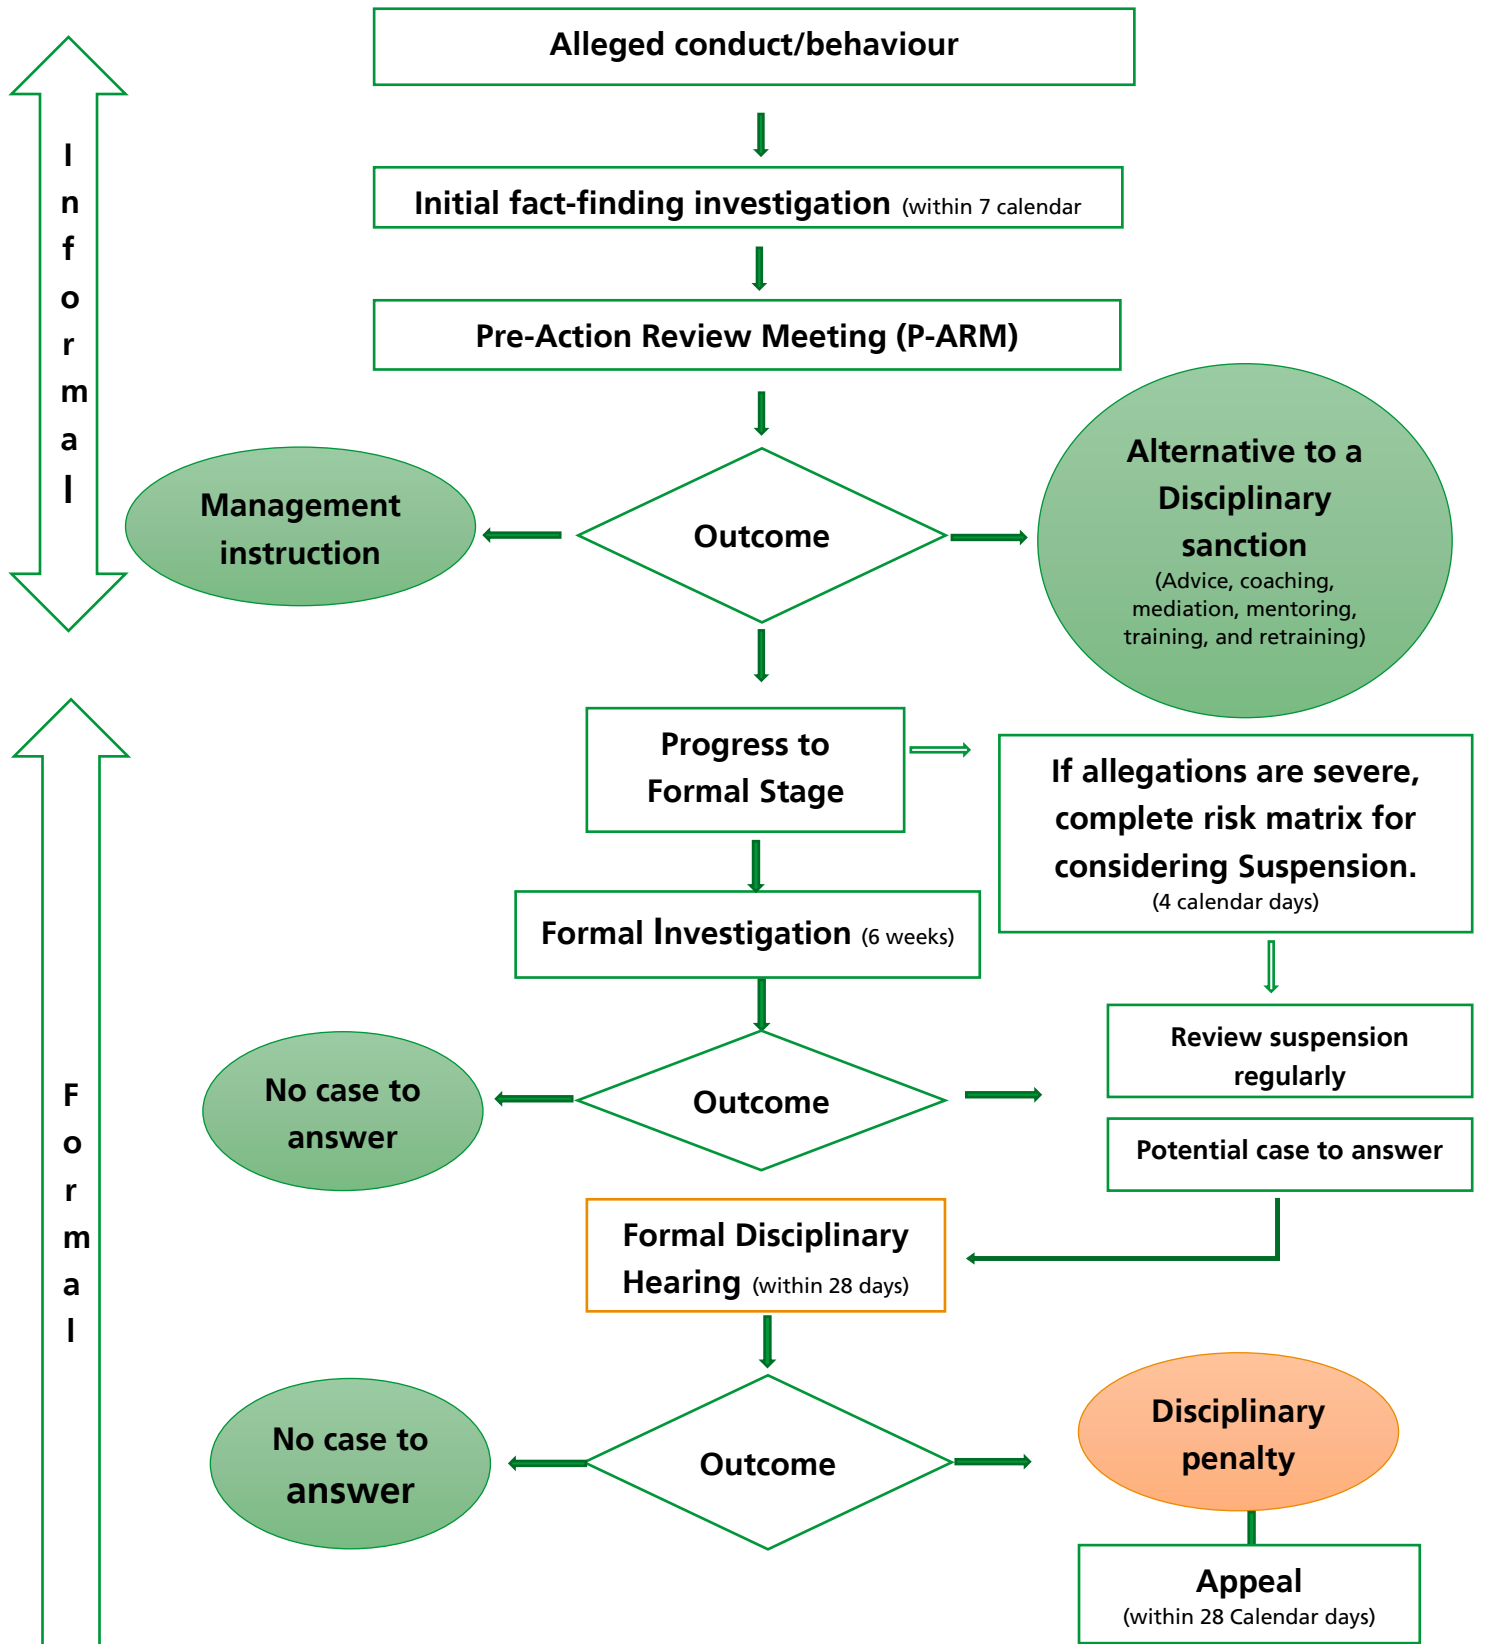 Alleged conduct/behaviour
Informal
Initial fact-finding investigation (within 7 calendar
Pre-Action Review Meeting (P-ARM)
Management
instruction
Outcome
Alternative to a
Disciplinary
sanction
(Advice, coaching,
mediation, mentoring,
training, and retraining)
Formal
Progress to
Formal Stage
If allegations are severe,
complete risk matrix for
considering Suspension.
(4 calendar days)
Formal Investigation (6 weeks)
Review suspension
regularly
No case to
answer
Outcome
Potential case to answer
Formal Disciplinary
Hearing (within 28 days)
No case to
answer
Outcome
Disciplinary
penalty
Appeal
(within 28 Calendar days)